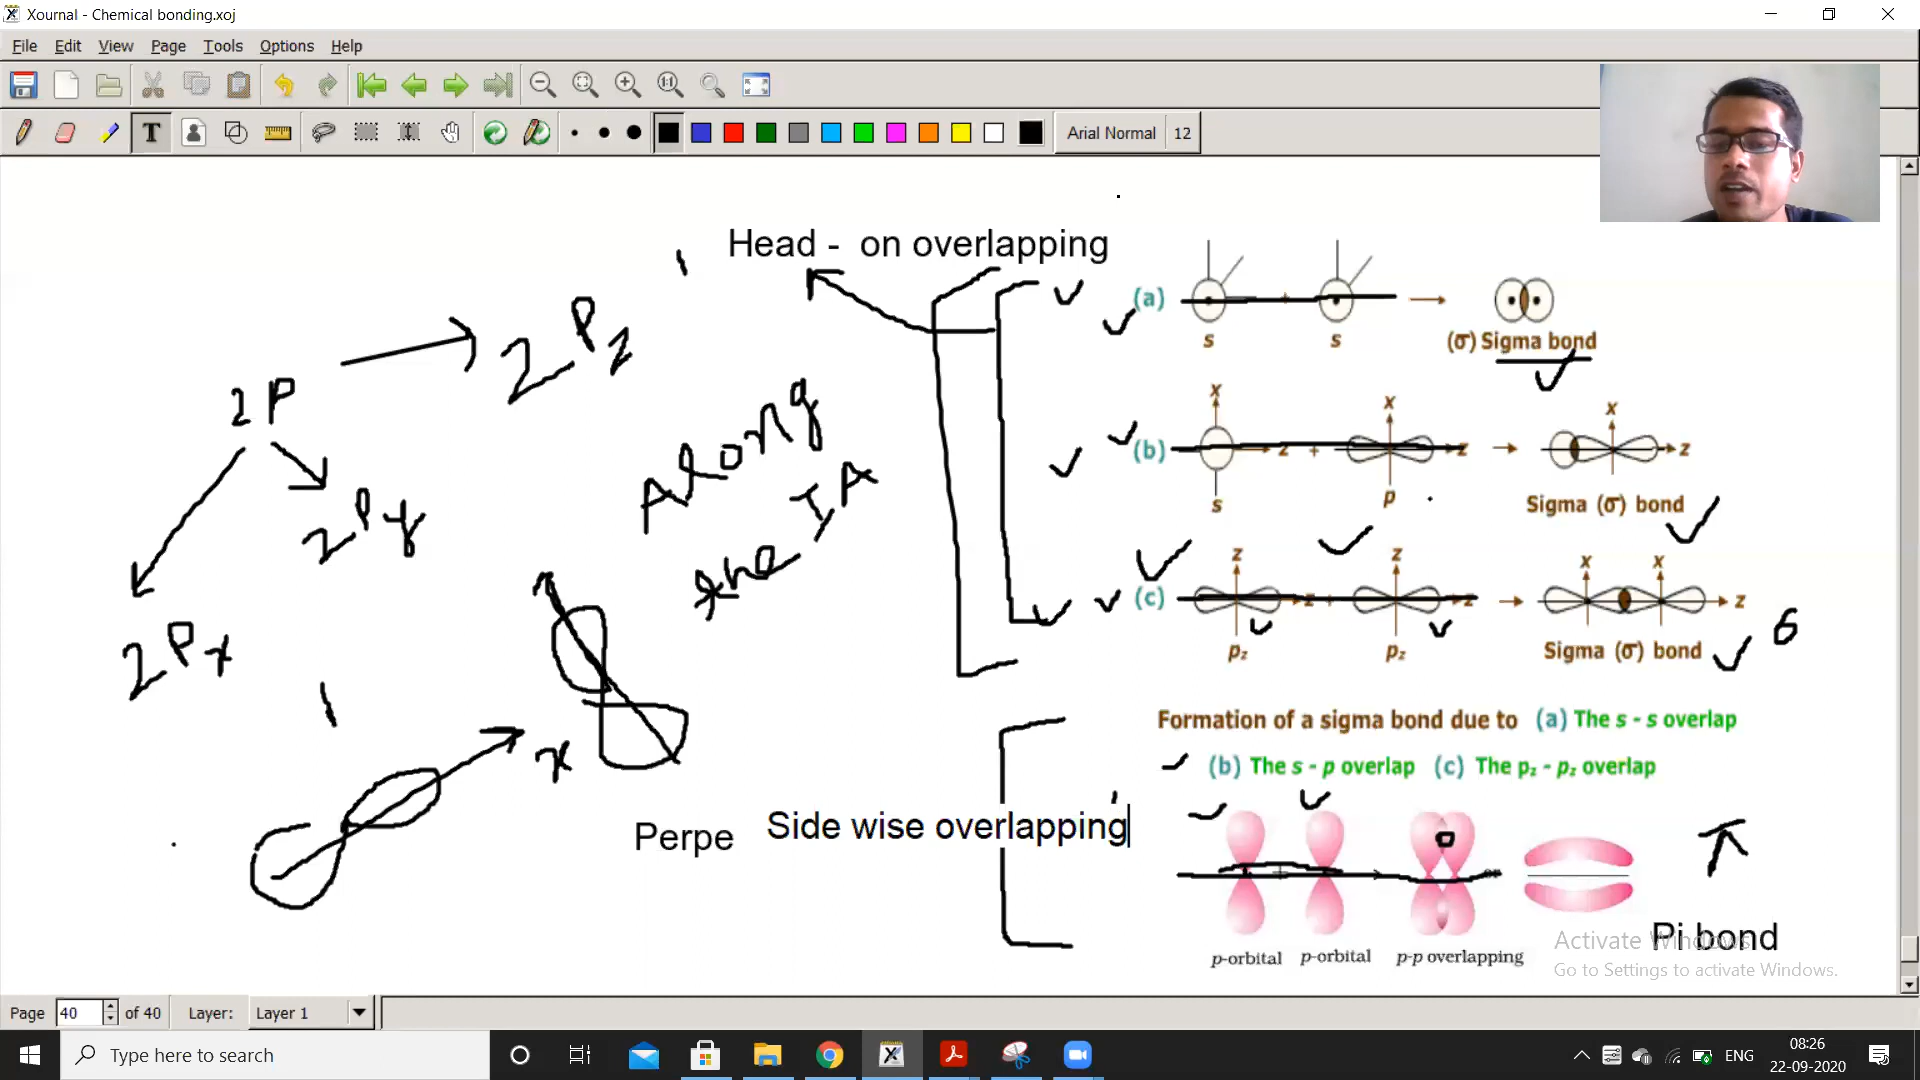 Xournal - Chemical bonding.xoj
File Edit View Page Tools Options Help
Arial Normal 12
Head - on overlapping
2P
2Pz
2Py
2Px
x
Along
the IA
(a)
s
s
(σ) Sigma bond
(b)
x
s
z
+
x
p
z
x
z
Sigma (σ) bond
(c)
z
pz
z
+
z
pz
z
x
x
z
Sigma (σ) bond
6
Formation of a sigma bond due to (a) The s - s overlap
(b) The s - p overlap (c) The pz - pz overlap
Perpe
Side wise overlapping
p-orbital
p-orbital
p-p overlapping
Pi bond
Activate Windows
Go to Settings to activate Windows.
Page 40 of 40 Layer: Layer 1
Type here to search
ENG
08:26
22-09-2020